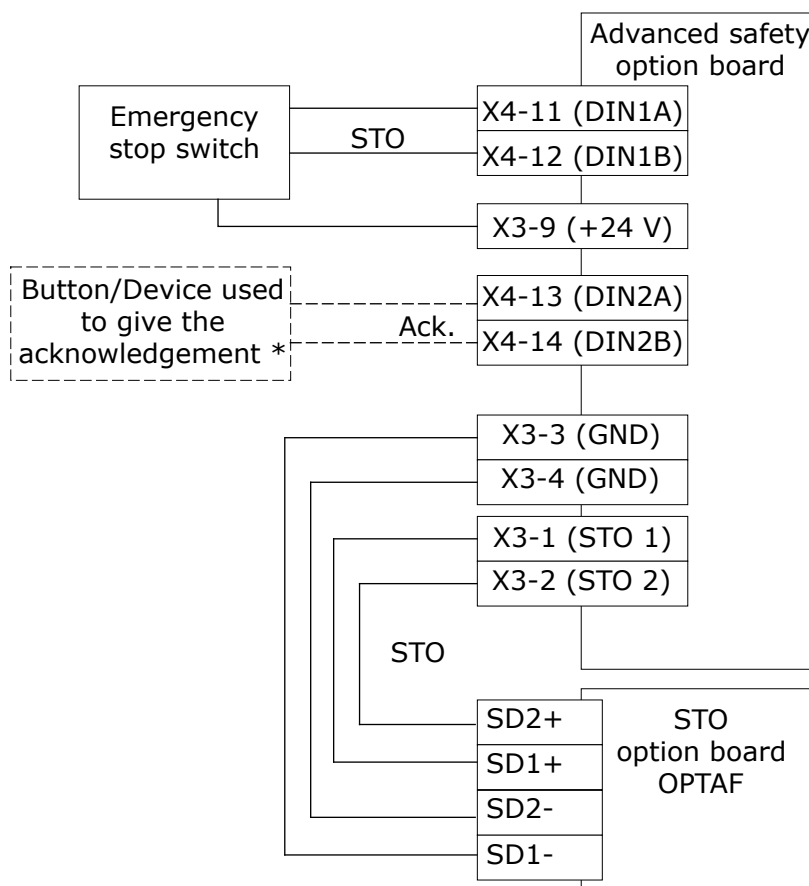 Advanced safety
option board
Emergency
stop switch
STO
X4-11 (DIN1A)
X4-12 (DIN1B)
X3-9 (+24 V)
Button/Device used
to give the
acknowledgement *
Ack.
X4-13 (DIN2A)
X4-14 (DIN2B)
X3-3 (GND)
X3-4 (GND)
X3-1 (STO 1)
X3-2 (STO 2)
STO
SD2+
SD1+
SD2-
SD1-
STO
option board
OPTAF